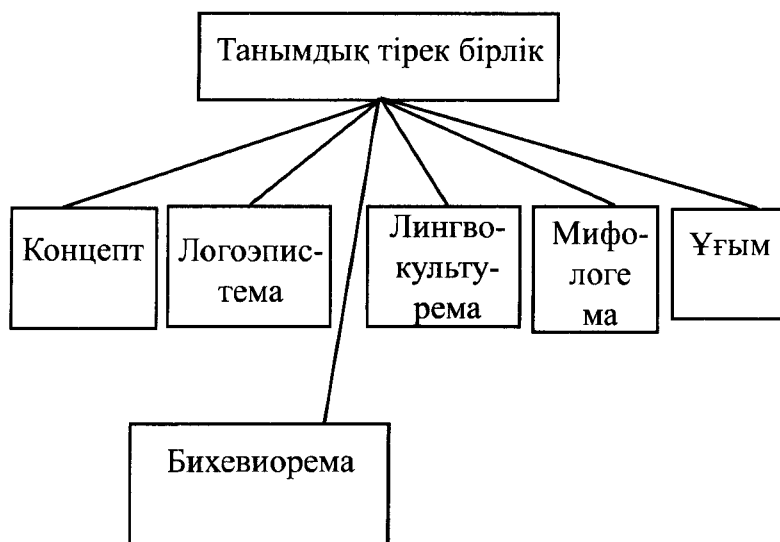 Танымдық тірек бірлік
Концепт
Логоэпис-
тема
Лингво-
культу-
рема
Мифо-
логе
ма
Ұғым
Бихевиорема